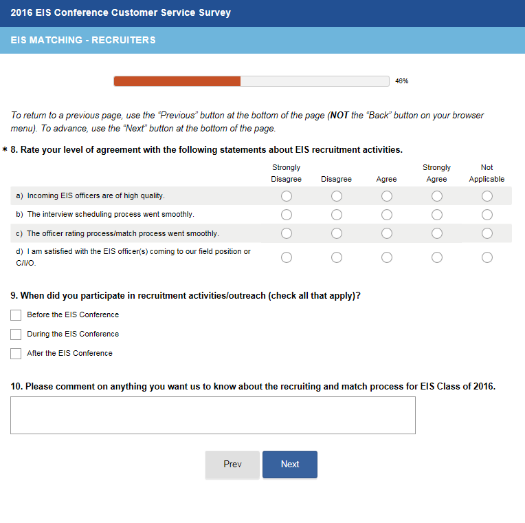 2016 EIS Conference Customer Service Survey
EIS MATCHING - RECRUITERS
46%
To return to a previous page, use the "Previous" button at the bottom of the page (NOT the "Back" button on your browser
menu). To advance, use the "Next" button at the bottom of the page.
* 8. Rate your level of agreement with the following statements about EIS recruitment activities.
Strongly Disagree Disagree Agree Strongly Agree Not Applicable
a) Incoming EIS officers are of high quality.
b) The interview scheduling process went smoothly.
c) The officer rating process/match process went smoothly.
d) I am satisfied with the EIS officer(s) coming to our field position or
C/I/O.
9. When did you participate in recruitment activities/outreach (check all that apply)?
Before the EIS Conference
During the EIS Conference
After the EIS Conference
10. Please comment on anything you want us to know about the recruiting and match process for EIS Class of 2016.
Prev Next